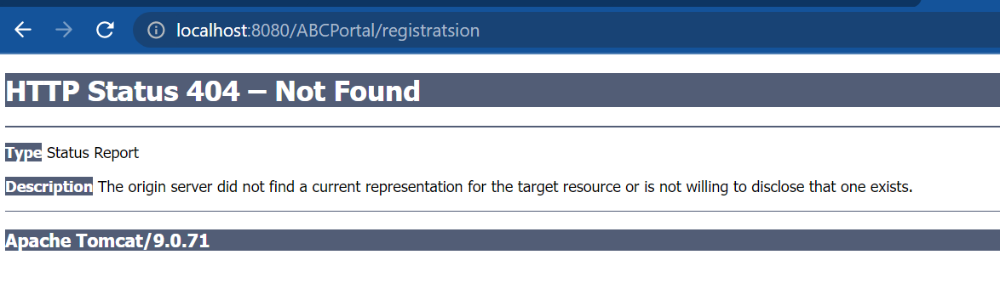 localhost:8080/ABCPortal/registratsion
HTTP Status 404 – Not Found
Type Status Report
Description The origin server did not find a current representation for the target resource or is not willing to disclose that one exists.
Apache Tomcat/9.0.71